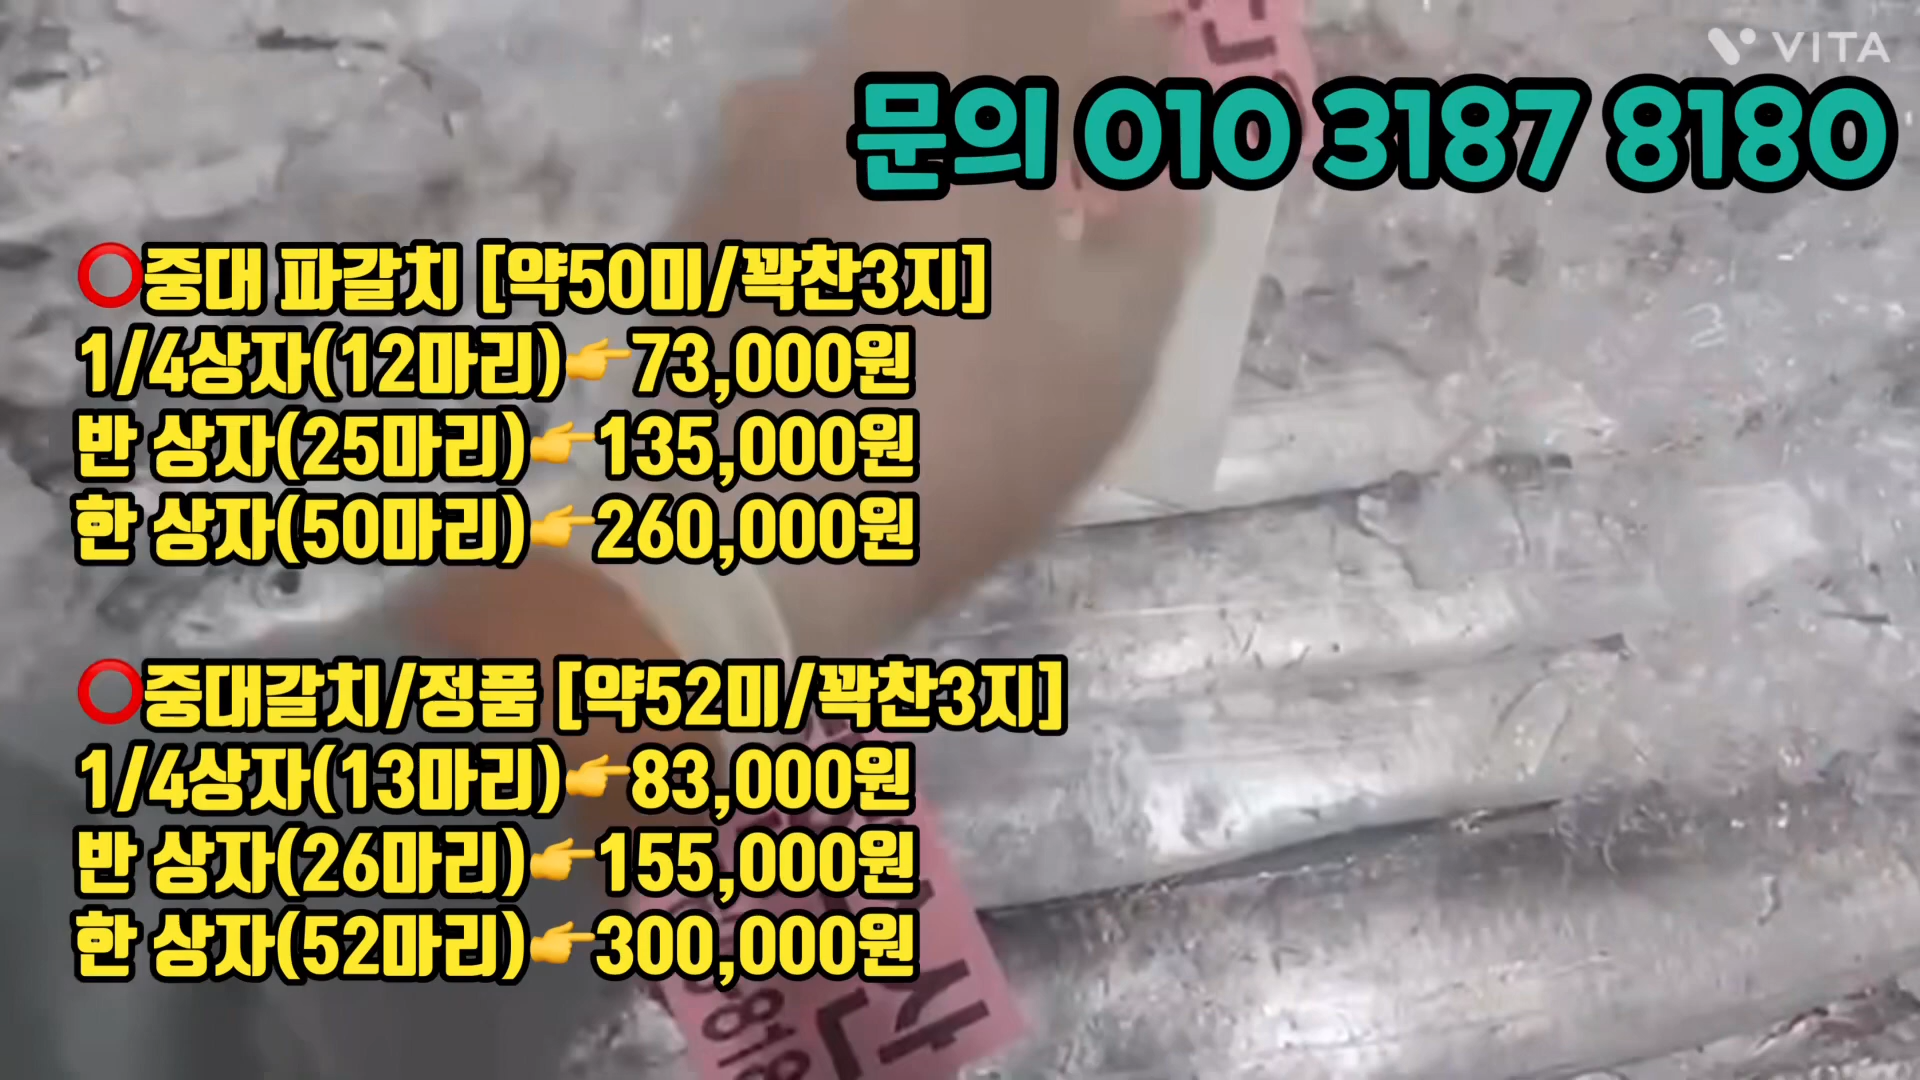 VITA
문의 010 3187 8180
⭕중대 파갈치 [약50미/꽉찬3지]
1/4상자(12마리)👉73,000원
반 상자(25마리)👉135,000원
한 상자(50마리)👉260,000원
⭕중대갈치/정품 [약52미/꽉찬3지]
1/4상자(13마리)👉83,000원
반 상자(26마리)👉155,000원
한 상자(52마리)👉300,000원